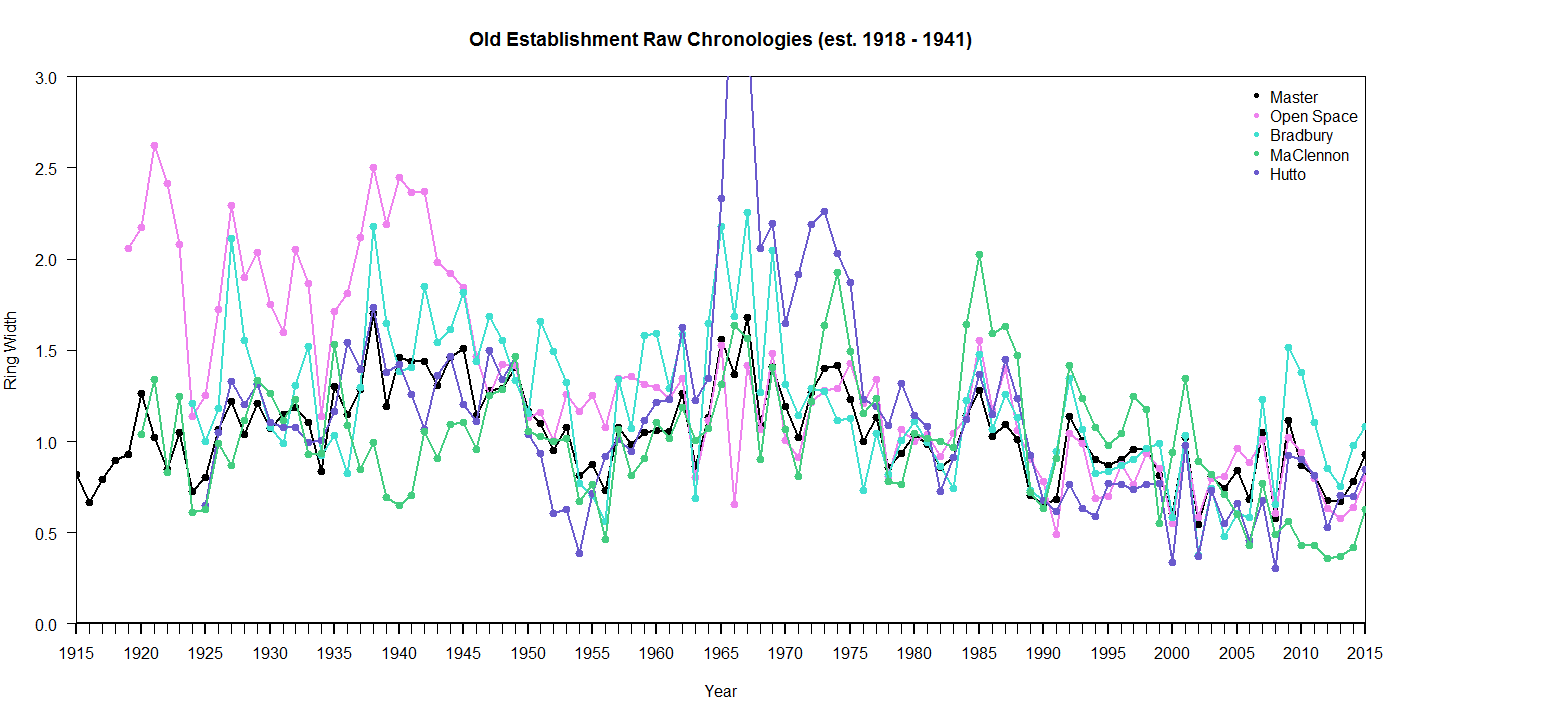 Old Establishment Raw Chronologies (est. 1918 - 1941)
3.0
2.5
2.0
1.5
1.0
0.5
0.0
Ring Width
Master
Open Space
Bradbury
MaClennon
Hutto
1915 1920 1925 1930 1935 1940 1945 1950 1955 1960 1965 1970 1975 1980 1985 1990 1995 2000 2005 2010 2015
Year